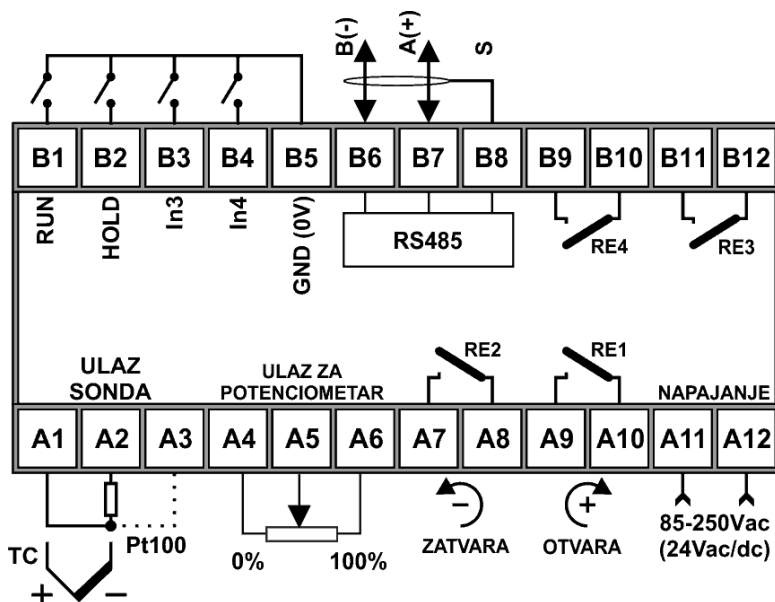 B(-) A(+) S
B1 B2 B3 B4 B5 B6 B7 B8 B9 B10 B11 B12
RUN
HOLD
In3
In4
GND (0V)
RS485
RE4
RE3
ULAZ
SONDA
ULAZ ZA
POTENCIOMETAR
RE2
RE1
NAPAJANJE
A1 A2 A3 A4 A5 A6 A7 A8 A9 A10 A11 A12
TC
+ −
Pt100
0% 100%
−
ZATVARA
+
OTVARA
85-250Vac
(24Vac/dc)